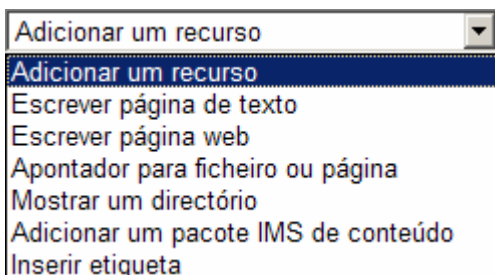 Adicionar um recurso
Adicionar um recurso
Escrever página de texto
Escrever página web
Apontador para ficheiro ou página
Mostrar um directório
Adicionar um pacote IMS de conteúdo
Inserir etiqueta